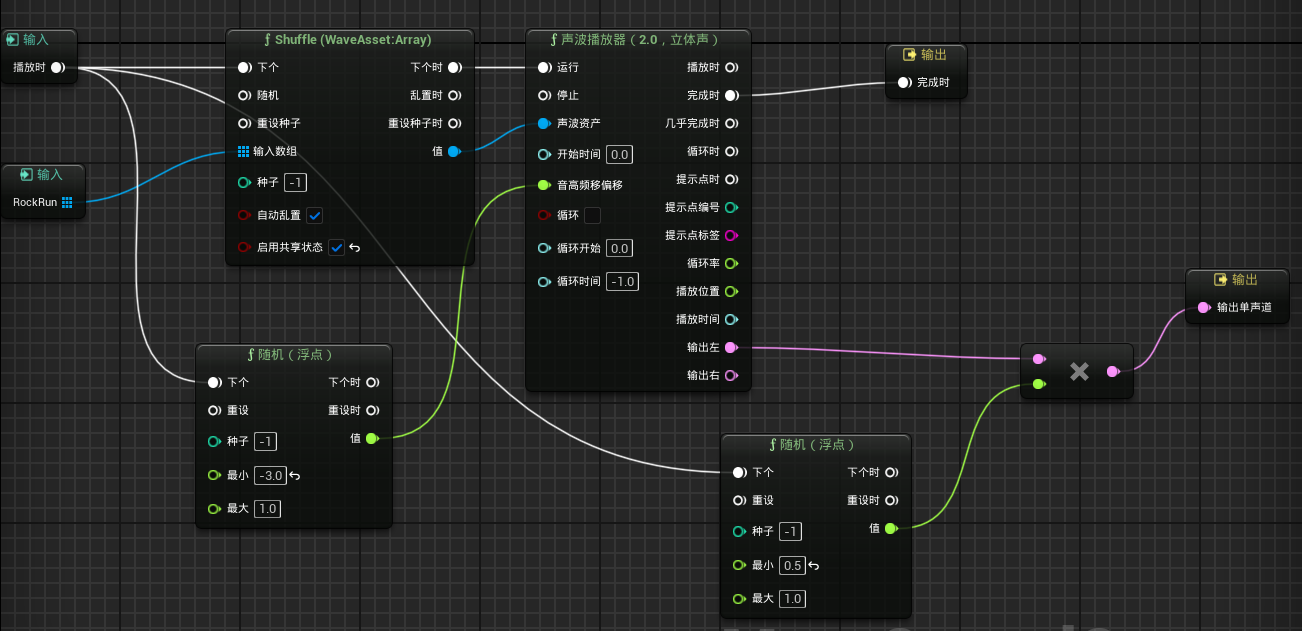 输入
播放时
输入
RockRun
Shuffle (WaveAsset:Array)
下个 下个时
随机 乱置时
重设种子 重设种子时
输入数组 值
种子 -1
自动乱置
启用共享状态
声波播放器（2.0，立体声）
运行 播放时
停止 完成时
声波资产 几乎完成时
开始时间 0.0 循环时
音高频移偏移 提示点时
循环 提示点编号
循环开始 0.0 提示点标签
循环时间 -1.0 循环率
播放位置
播放时间
输出左
输出右
输出
完成时
输出
输出单声道
随机（浮点）
下个 下个时
重设 重设时
种子 -1 值
最小 -3.0
最大 1.0
随机（浮点）
下个 下个时
重设 重设时
种子 -1 值
最小 0.5
最大 1.0